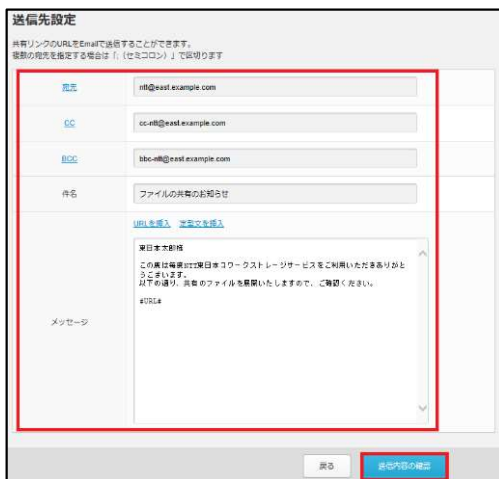 送信先設定
共有リンクのURLをEmailで送信することができます。
複数の宛先を指定する場合は「;（セミコロン）」で区切ります
宛先
ntt@east.example.com
CC
cc-ntt@east.example.com
BCC
bbc-ntt@east.example.com
件名
ファイルの共有のお知らせ
URLを挿入 定型文を挿入
メッセージ
東日本太郎様
この度は毎度NTT東日本コワークストレージサービスをご利用いただきありがと
うございます。
以下の通り、共有のファイルを展開いたしますので、ご確認ください。
#URL#
戻る
送信内容の確認